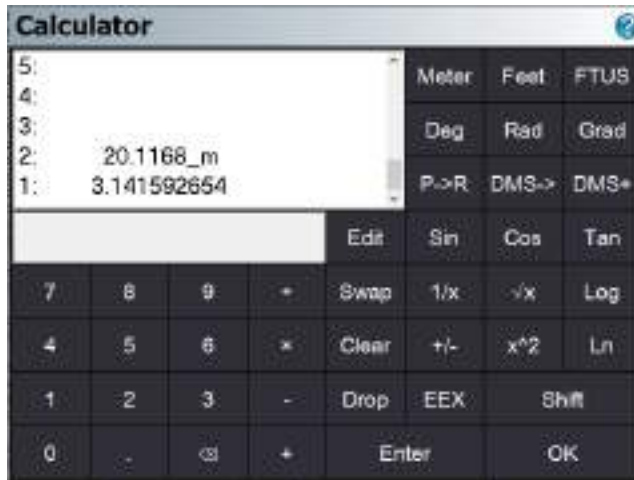 Calculator
5:
4:
3:
2: 20.1168_m
1: 3.141592654
Meter Feet FTUS
Deg Rad Grad
P->R DMS-> DMS+
Edit Sin Cos Tan
7 8 9 ÷ Swap 1/x √x Log
4 5 6 × Clear +/- x^2 Ln
1 2 3 - Drop EEX Shift
0 . + Enter OK